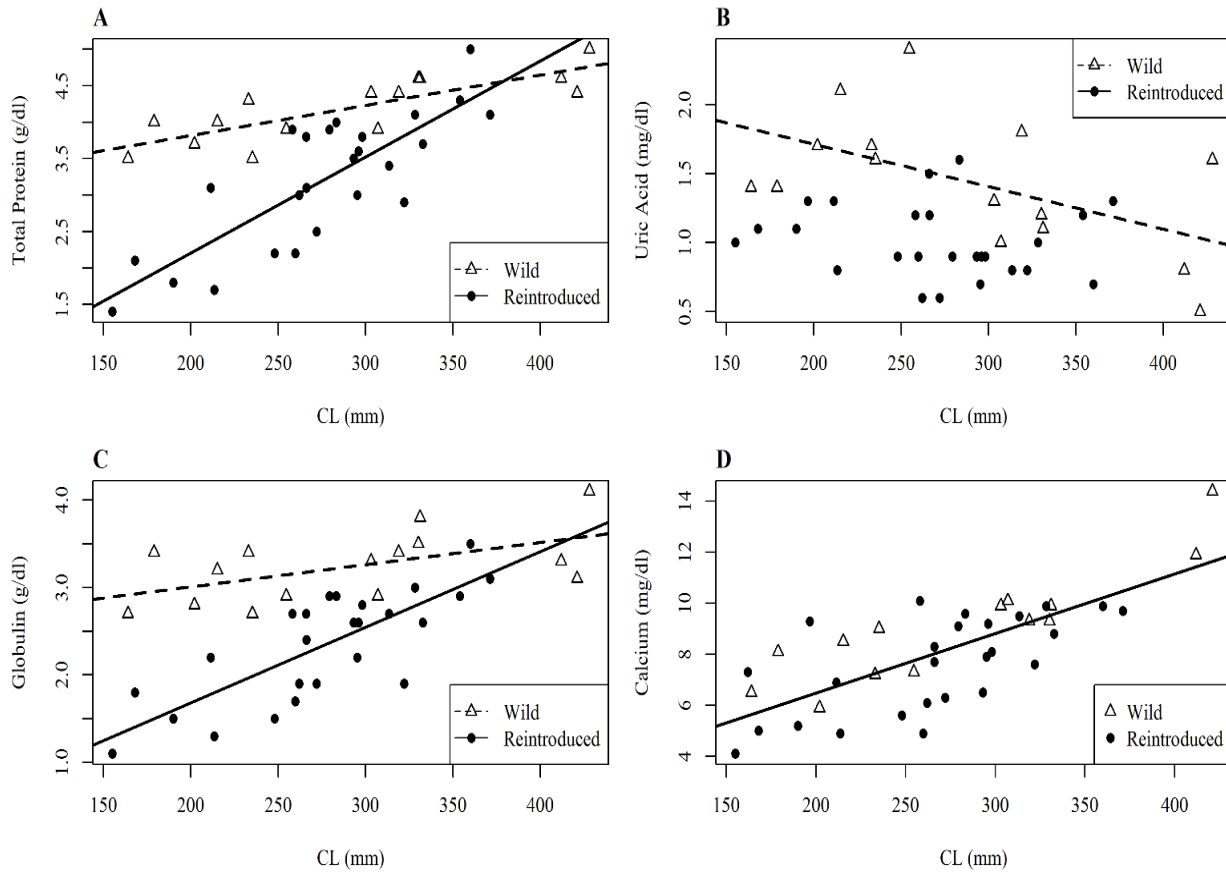 A
Total Protein (g/dl)
4.5
3.5
2.5
1.5
Wild
Reintroduced
150 200 250 300 350 400
CL (mm)
B
Uric Acid (mg/dl)
2.0
1.5
1.0
0.5
Wild
Reintroduced
150 200 250 300 350 400
CL (mm)
C
Globulin (g/dl)
4.0
3.0
2.0
1.0
Wild
Reintroduced
150 200 250 300 350 400
CL (mm)
D
Calcium (mg/dl)
14
12
10
8
6
4
Wild
Reintroduced
150 200 250 300 350 400
CL (mm)